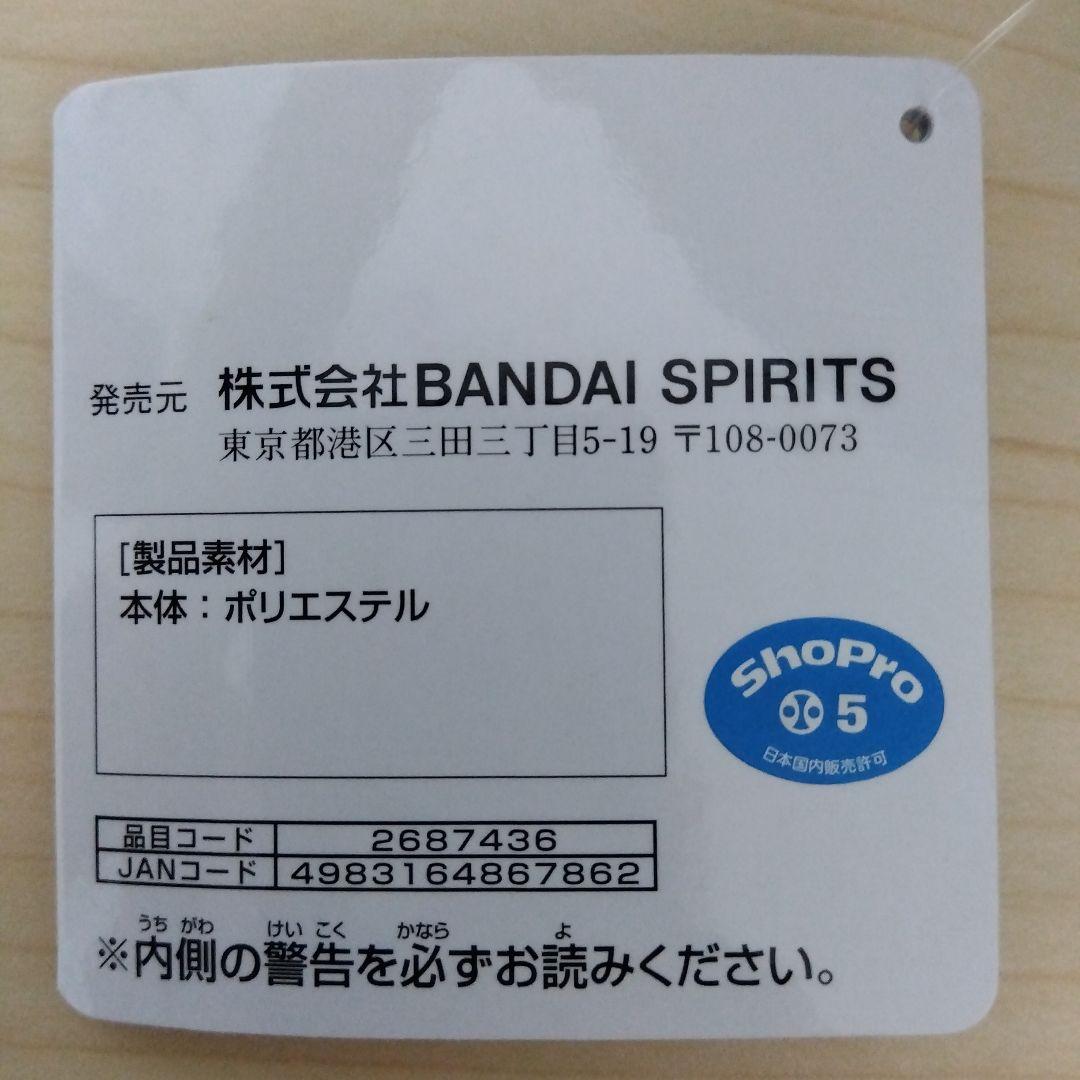 発売元 株式会社BANDAI SPIRITS
東京都港区三田三丁目5-19 〒108-0073
[製品素材]
本体：ポリエステル
ShoPro
5
日本国内販売許可
品目コード 2687436
JANコード 4983164867862
うち がわ けい こく かなら よ
※内側の警告を必ずお読みください。